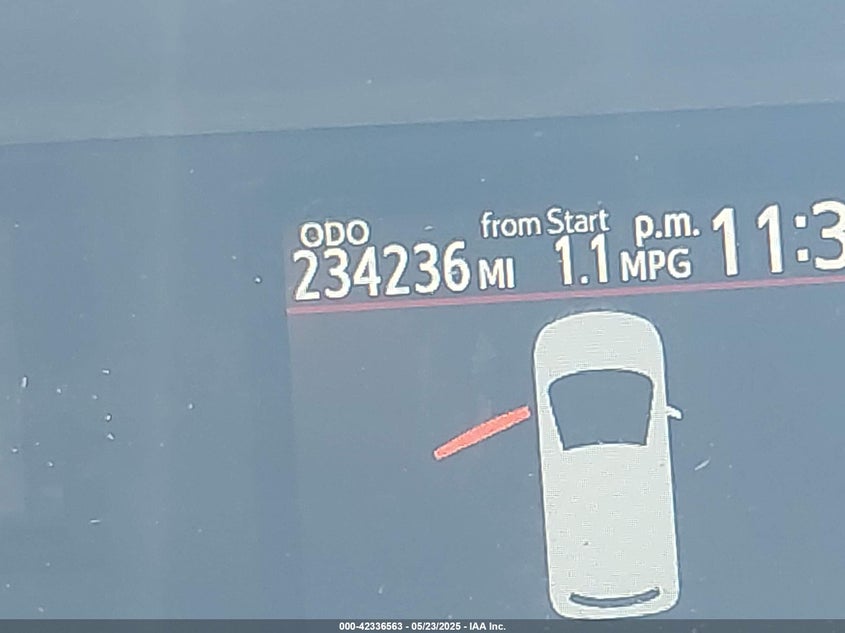 ODO from Start p.m. 11:3
234236 MI 1.1 MPG
000-42336563 - 05/23/2025 - IAA Inc.